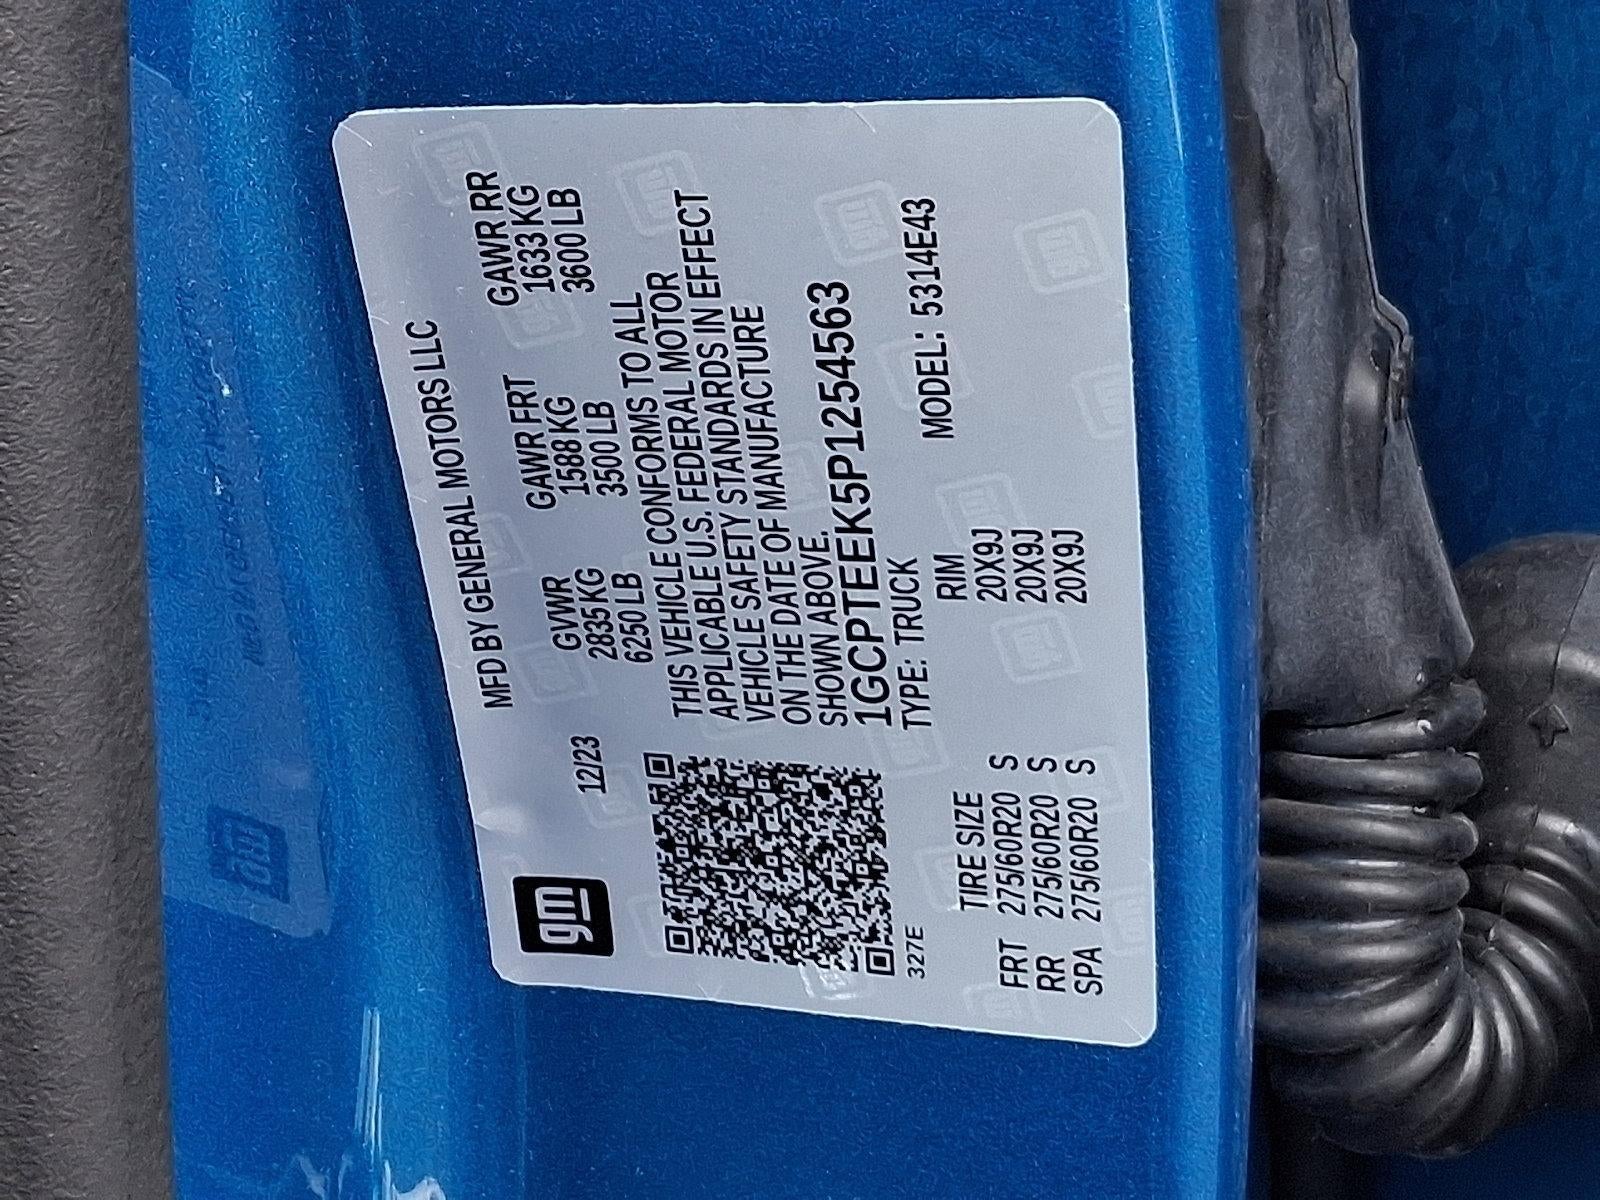 MFD BY GENERAL MOTORS LLC
gm
12/23
GVWR GAWR FRT GAWR RR
2835 KG 1588 KG 1633 KG
6250 LB 3500 LB 3600 LB
THIS VEHICLE CONFORMS TO ALL
APPLICABLE U.S. FEDERAL MOTOR
VEHICLE SAFETY STANDARDS IN EFFECT
ON THE DATE OF MANUFACTURE
SHOWN ABOVE.
1GCPTEEK5P1254563
TYPE: TRUCK MODEL: 5314E43
327E
TIRE SIZE RIM
FRT 275/60R20 S 20X9J
RR 275/60R20 S 20X9J
SPA 275/60R20 S 20X9J